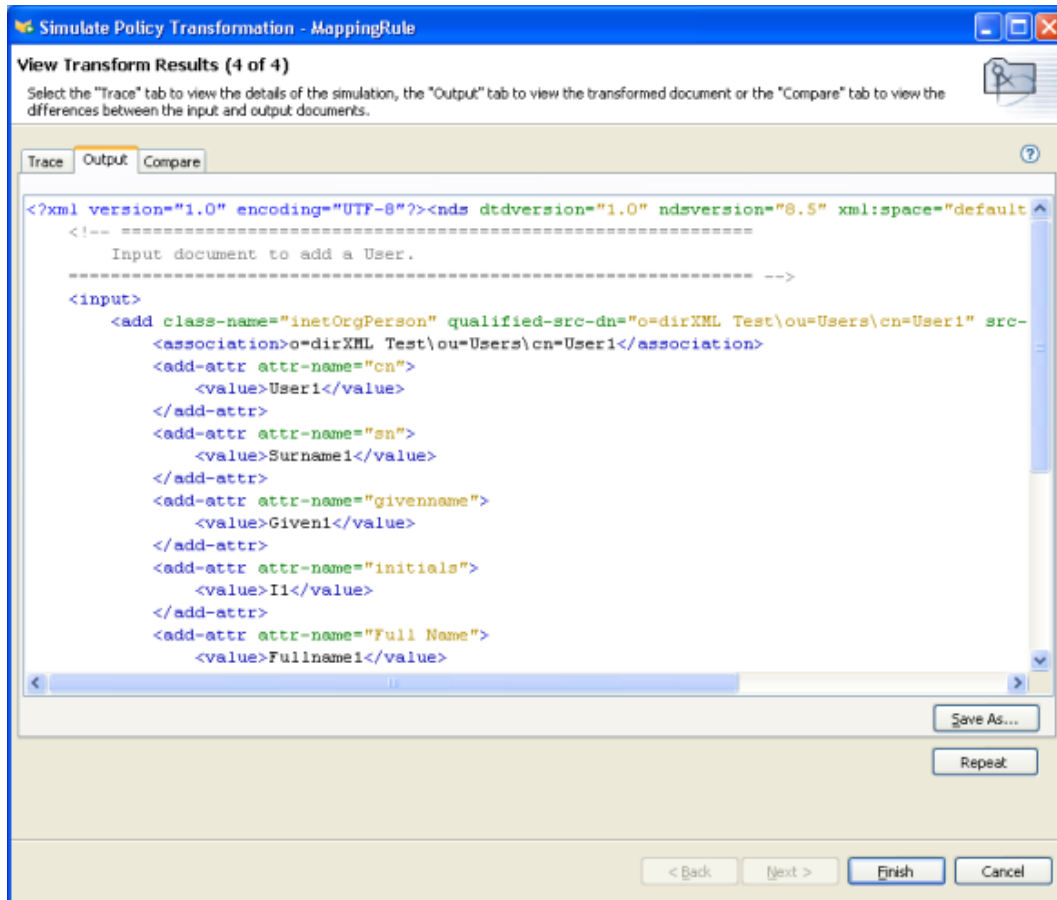 Simulate Policy Transformation - MappingRule
View Transform Results (4 of 4)
Select the "Trace" tab to view the details of the simulation, the "Output" tab to view the transformed document or the "Compare" tab to view the
differences between the input and output documents.
Trace Output Compare
<?xml version="1.0" encoding="UTF-8"?><nds dtdversion="1.0" ndsversion="8.5" xml:space="default
<!-- ============================================================
Input document to add a User.
================================================================= -->
<input>
<add class-name="inetOrgPerson" qualified-src-dn="o=dirXML Test\ou=Users\cn=User1" src-
<association>o=dirXML Test\ou=Users\cn=User1</association>
<add-attr attr-name="cn">
<value>User1</value>
</add-attr>
<add-attr attr-name="sn">
<value>Surname1</value>
</add-attr>
<add-attr attr-name="givenname">
<value>Given1</value>
</add-attr>
<add-attr attr-name="initials">
<value>I1</value>
</add-attr>
<add-attr attr-name="Full Name">
<value>Fullname1</value>
Save As...
Repeat
< Back Next > Finish Cancel